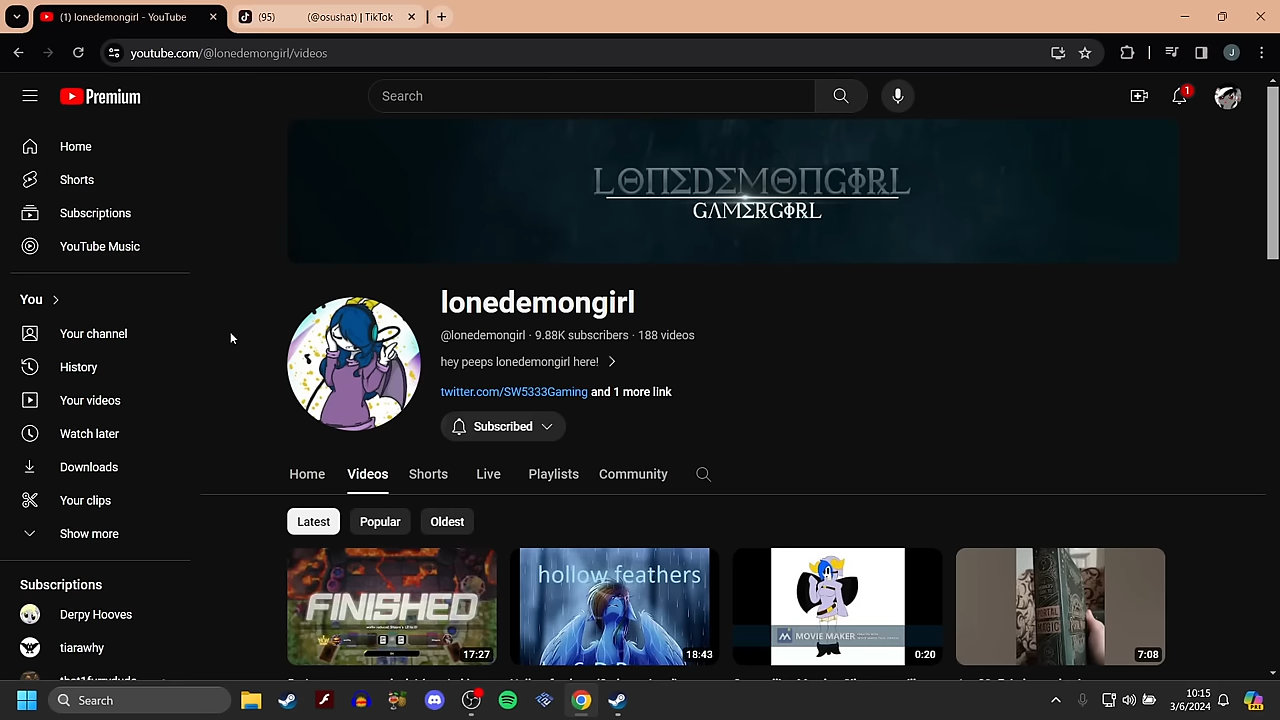 (1) lonedemongirl - YouTube
(95) (@osushat) | TikTok
youtube.com/@lonedemongirl/videos
J
Premium
Search
1
Home
Shorts
Subscriptions
YouTube Music
You
Your channel
History
Your videos
Watch later
Downloads
Your clips
Show more
Subscriptions
Derpy Hooves
tiarawhy
LΘΠΣDΣMΘΠGIRL
GΛMΣRGIRL
lonedemongirl
@lonedemongirl · 9.88K subscribers · 188 videos
hey peeps lonedemongirl here!
twitter.com/SW5333Gaming and 1 more link
Subscribed
Home Videos Shorts Live Playlists Community
Latest Popular Oldest
FINISHED
17:27
hollow feathers
18:43
MOVIE MAKER
0:20
7:08
Search
PRE
10:15
3/6/2024